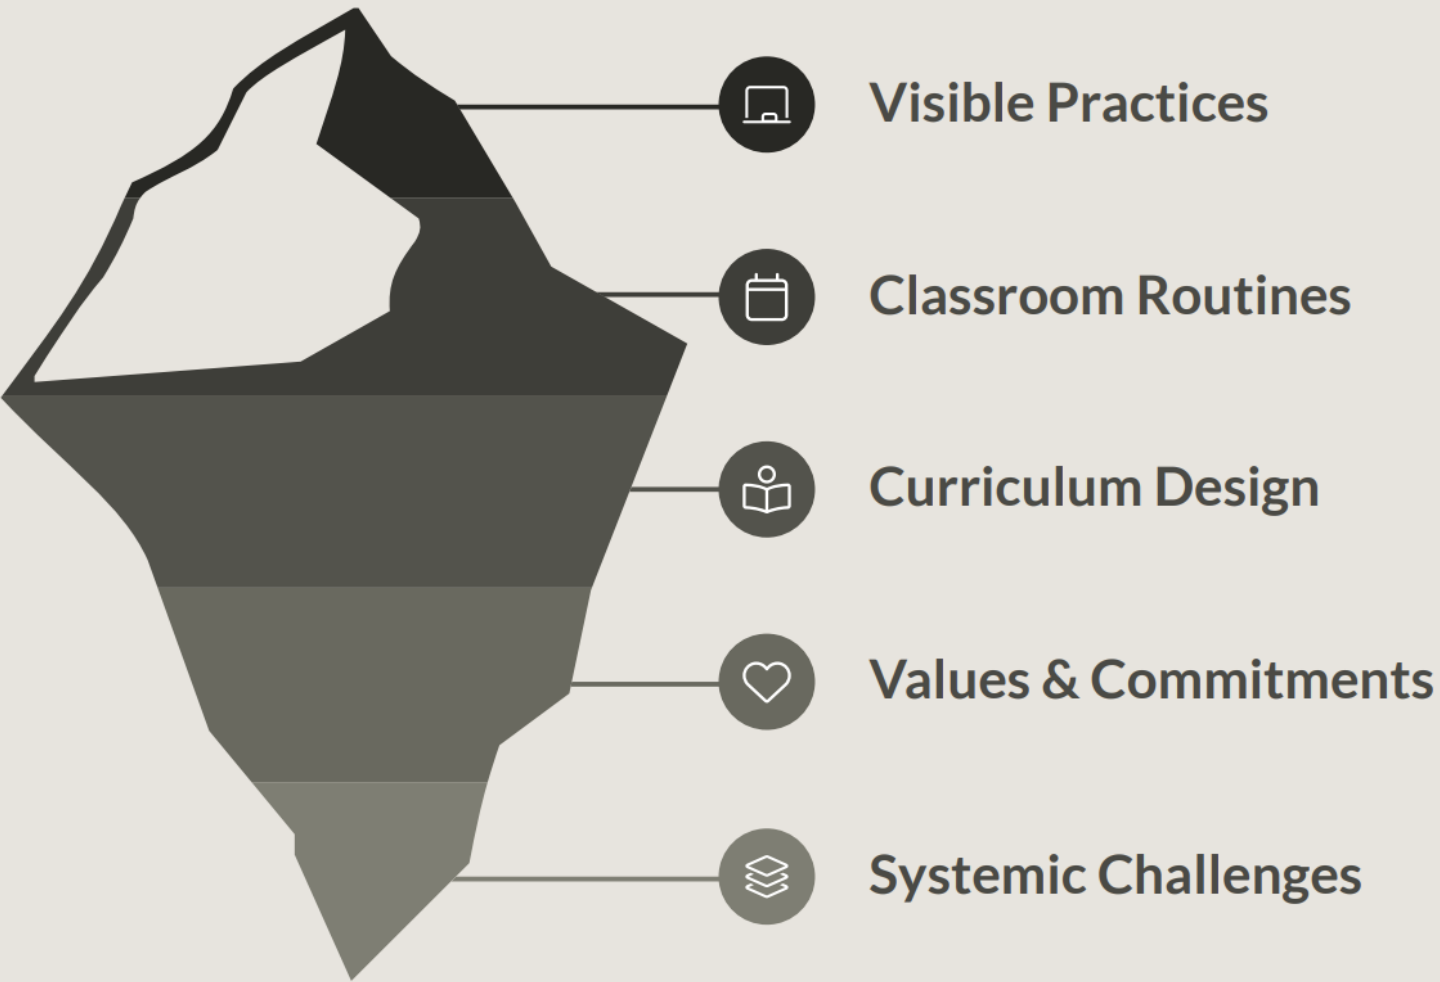 Visible Practices
Classroom Routines
Curriculum Design
Values & Commitments
Systemic Challenges